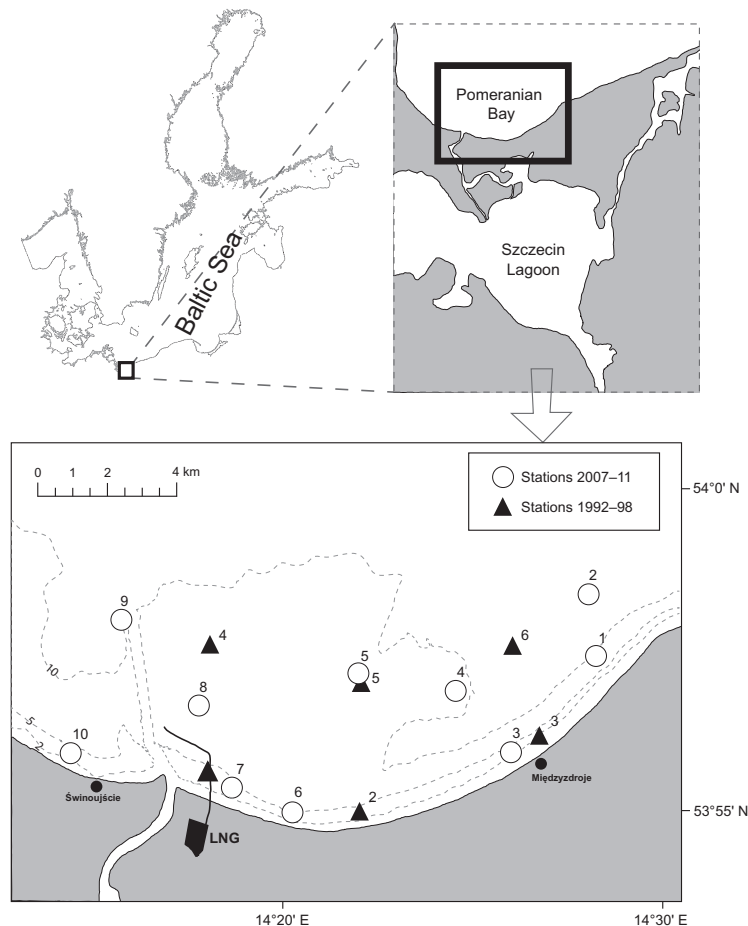 Baltic Sea
Pomeranian
Bay
Szczecin
Lagoon
0 1 2 4 km
Stations 2007–11
Stations 1992–98
54°0' N
2
9
1
4
6
5
4
5
10
8
5
3
3
10
2
7
Międzyzdroje
Świnoujście
6
2
53°55' N
LNG
14°20' E
14°30' E